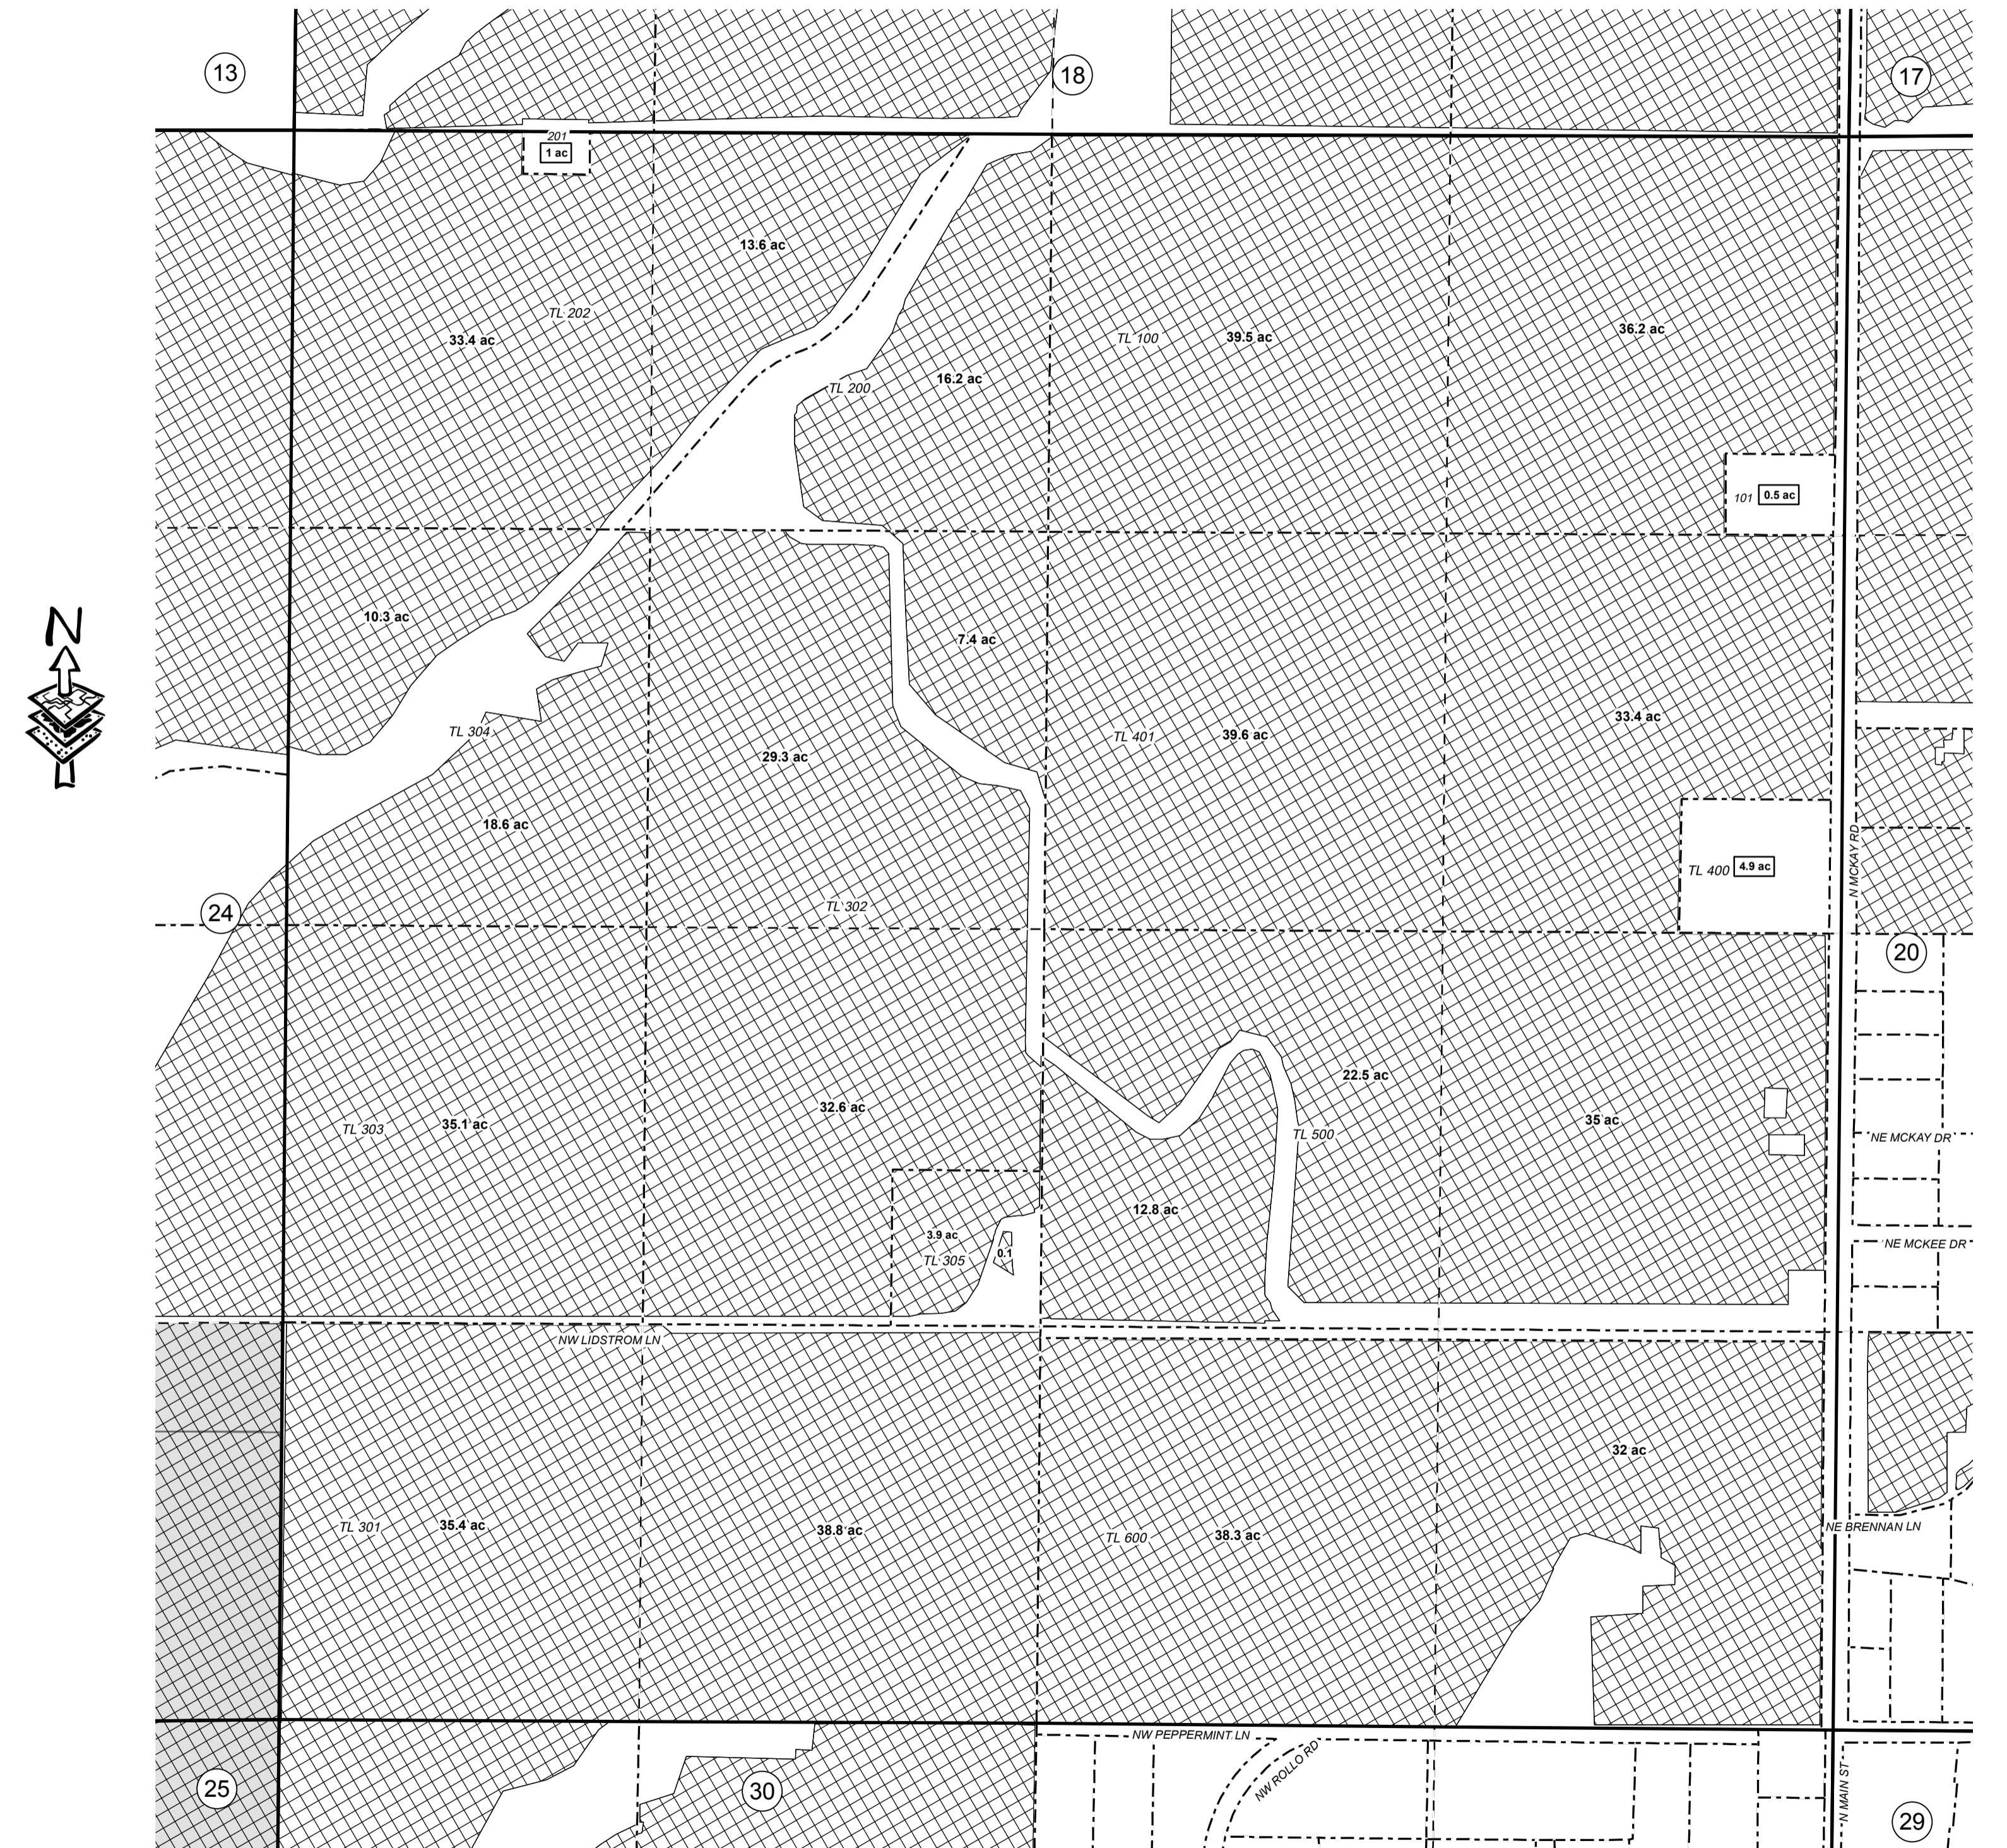 13
18
17
201
1 ac
13.6 ac
TL 202
33.4 ac
TL 100
39.5 ac
36.2 ac
TL 200
16.2 ac
101
0.5 ac
N
10.3 ac
7.4 ac
TL 304
29.3 ac
TL 401
39.6 ac
33.4 ac
18.6 ac
N MCKAY RD
TL 400
4.9 ac
TL 302
24
20
22.5 ac
32.6 ac
35 ac
TL 303
35.1 ac
TL 500
NE MCKAY DR
12.8 ac
3.9 ac
TL 305
0.1
NE MCKEE DR
NW LIDSTROM LN
32 ac
TL 301
35.4 ac
38.8 ac
TL 600
38.3 ac
NE BRENNAN LN
NW PEPPERMINT LN
NW ROLLO RD
N MAIN ST
25
30
29